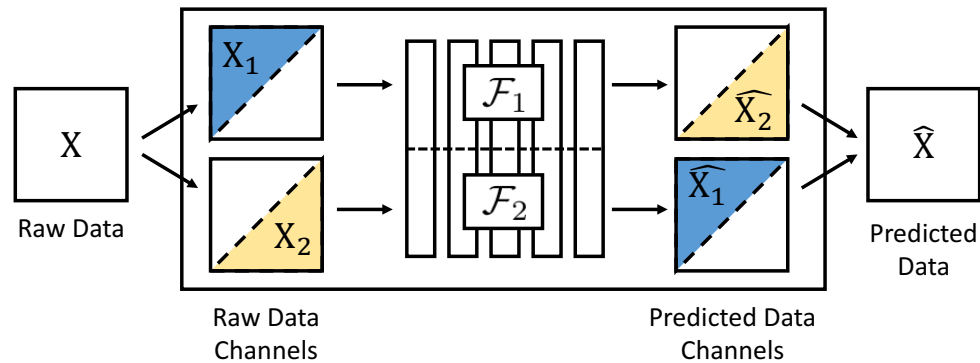 X
Raw Data
X₁
X₂
Raw Data
Channels
ℱ₁
ℱ₂
X̂₂
X̂₁
Predicted Data
Channels
X̂
Predicted
Data